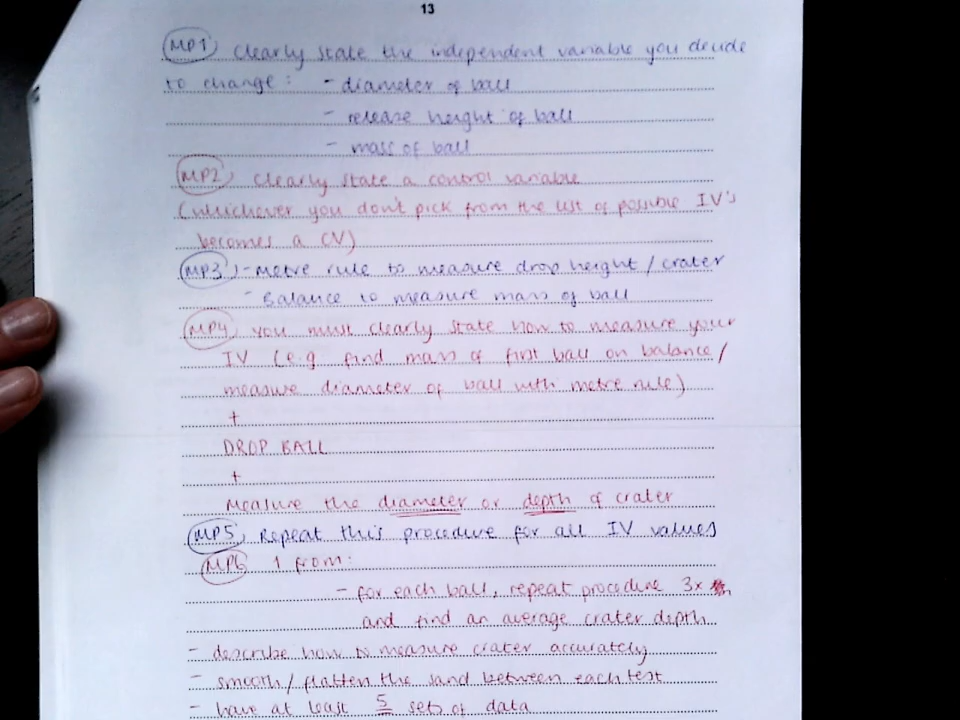 13
MP1) Clearly state the independent variable you decide
to change : - diameter of ball
- release height of ball
- mass of ball
MP2) Clearly state a control variable
(whichever you don't pick from the list of possible IV's
becomes a CV)
MP3) - Metre rule to measure drop height / crater
- Balance to measure mass of ball
MP4) You must clearly state how to measure your
IV (e.g. find mass of first ball on balance /
measure diameter of ball with metre rule)
+
DROP BALL
+
Measure the diameter or depth of crater
MP5) Repeat this procedure for all IV values
MP6 1 from:
- for each ball, repeat procedure 3x
and find an average crater depth
- describe how to measure crater accurately
- smooth / flatten the sand between each test
- have at least 5 sets of data